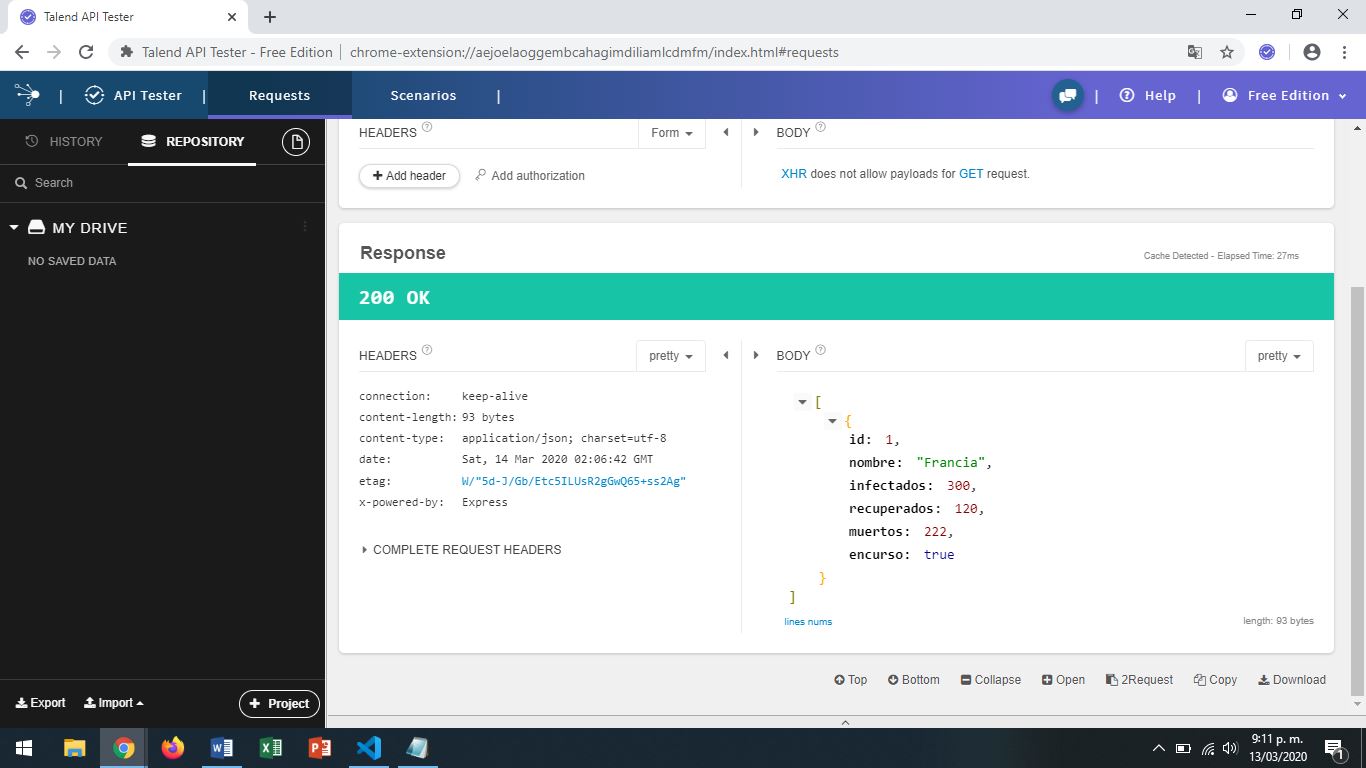 Talend API Tester
Talend API Tester - Free Edition | chrome-extension://aejoelaoggembcahagimdiliamlcdmfm/index.html#requests
| API Tester | Requests Scenarios | | Help | Free Edition
HISTORY REPOSITORY
Search
MY DRIVE
NO SAVED DATA
Export Import + Project
HEADERS ? Form BODY ?
+ Add header Add authorization XHR does not allow payloads for GET request.
Response Cache Detected - Elapsed Time: 27ms
200 OK
HEADERS ? pretty
connection: keep-alive
content-length: 93 bytes
content-type: application/json; charset=utf-8
date: Sat, 14 Mar 2020 02:06:42 GMT
etag: W/"5d-J/Gb/Etc5ILUsR2gGwQ65+ss2Ag"
x-powered-by: Express
COMPLETE REQUEST HEADERS
BODY ? pretty
[
{
id: 1,
nombre: "Francia",
infectados: 300,
recuperados: 120,
muertos: 222,
encurso: true
}
]
lines nums length: 93 bytes
Top Bottom Collapse Open 2Request Copy Download
9:11 p. m.
13/03/2020
1